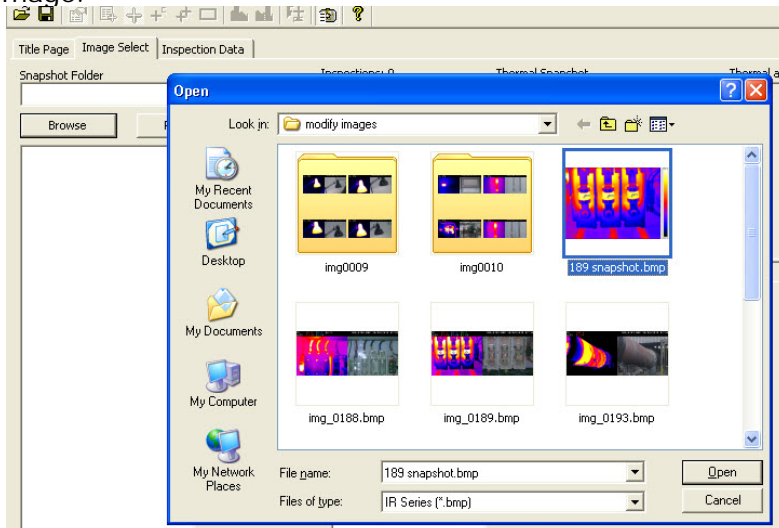 image.
Title Page Image Select Inspection Data
Snapshot Folder Inspections: 0 Thermal Snapshot
Open
Browse
Look in: modify images
My Recent Documents
Desktop
My Documents
My Computer
My Network Places
img0009 img0010 189 snapshot.bmp
img_0188.bmp img_0189.bmp img_0193.bmp
File name: 189 snapshot.bmp Open
Files of type: IR Series (*.bmp) Cancel